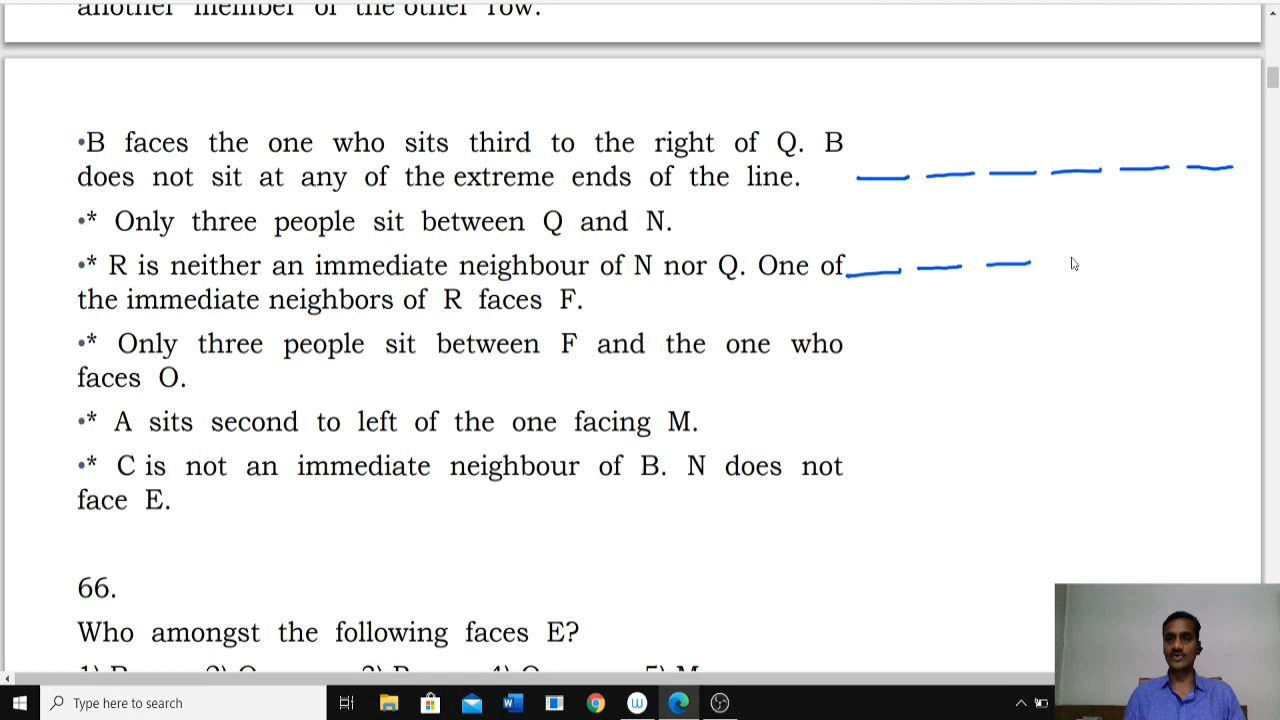 another member of the other row.
•B faces the one who sits third to the right of Q. B
does not sit at any of the extreme ends of the line.
•* Only three people sit between Q and N.
•* R is neither an immediate neighbour of N nor Q. One of
the immediate neighbors of R faces F.
•* Only three people sit between F and the one who
faces O.
•* A sits second to left of the one facing M.
•* C is not an immediate neighbour of B. N does not
face E.
66.
Who amongst the following faces E?
Type here to search